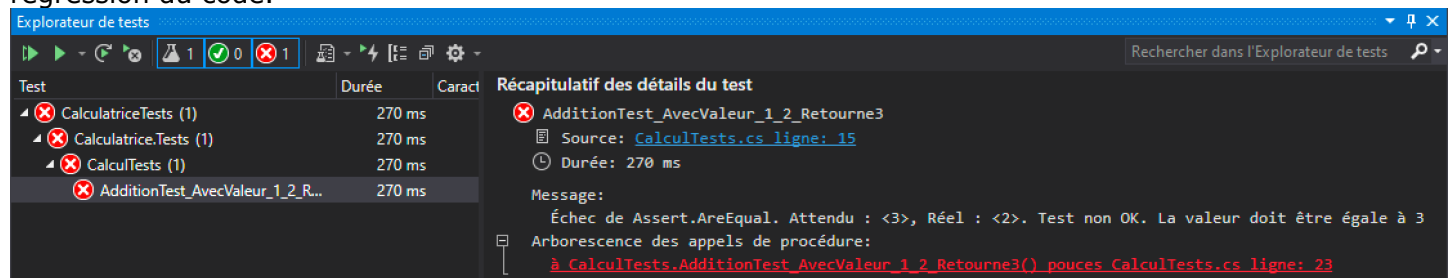 régression du code.
Explorateur de tests
1 0 1 Rechercher dans l'Explorateur de tests
Test Durée Caract Récapitulatif des détails du test
CalculatriceTests (1) 270 ms AdditionTest_AvecValeur_1_2_Retourne3
Calculatrice.Tests (1) 270 ms Source: CalculTests.cs ligne: 15
CalculTests (1) 270 ms Durée: 270 ms
AdditionTest_AvecValeur_1_2_R... 270 ms
Message:
Échec de Assert.AreEqual. Attendu : <3>, Réel : <2>. Test non OK. La valeur doit être égale à 3
Arborescence des appels de procédure:
à CalculTests.AdditionTest_AvecValeur_1_2_Retourne3() pouces CalculTests.cs ligne: 23